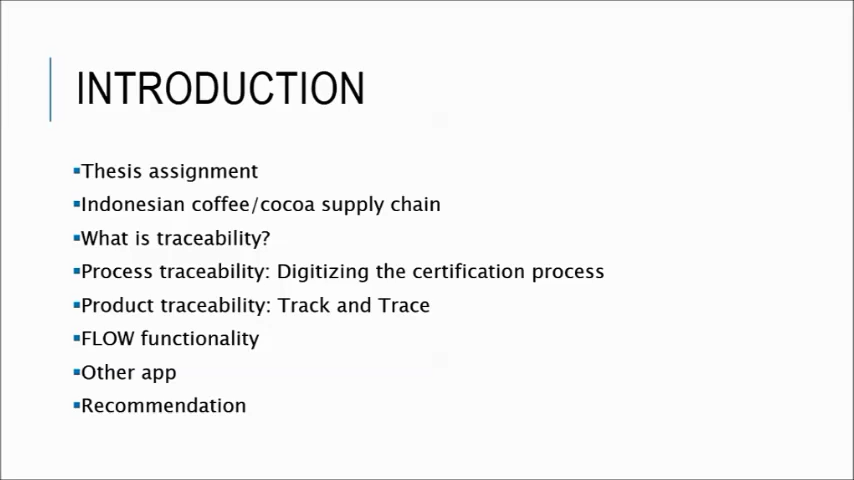 INTRODUCTION
▪Thesis assignment
▪Indonesian coffee/cocoa supply chain
▪What is traceability?
▪Process traceability: Digitizing the certification process
▪Product traceability: Track and Trace
▪FLOW functionality
▪Other app
▪Recommendation